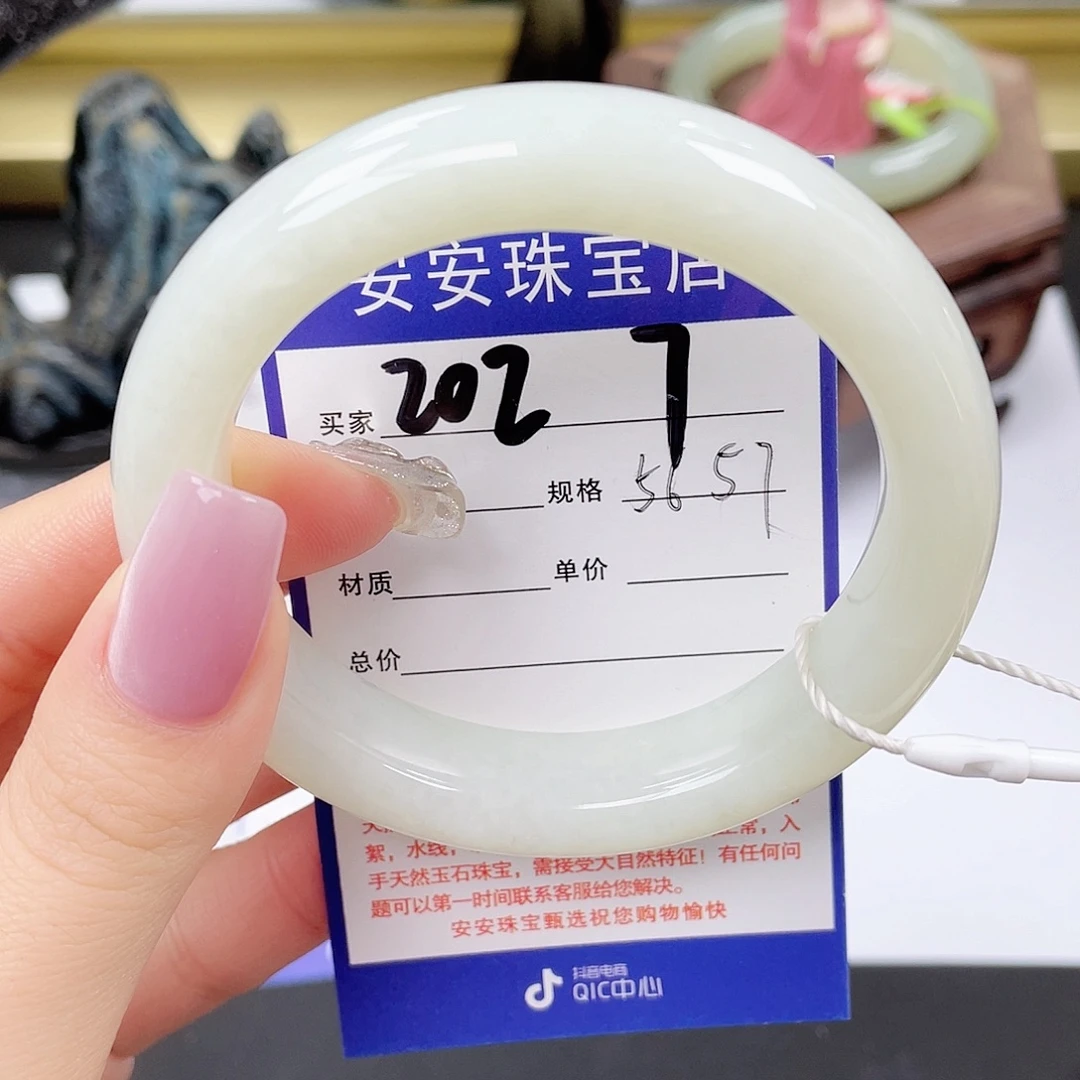 安安珠宝店
买家 202 7
规格 56 57
材质 单价
总价
正常，入
絮，水线，
手天然玉石珠宝，需接受大自然特征！有任何问
题可以第一时间联系客服给您解决。
安安珠宝甄选祝您购物愉快
抖音电商
QIC中心